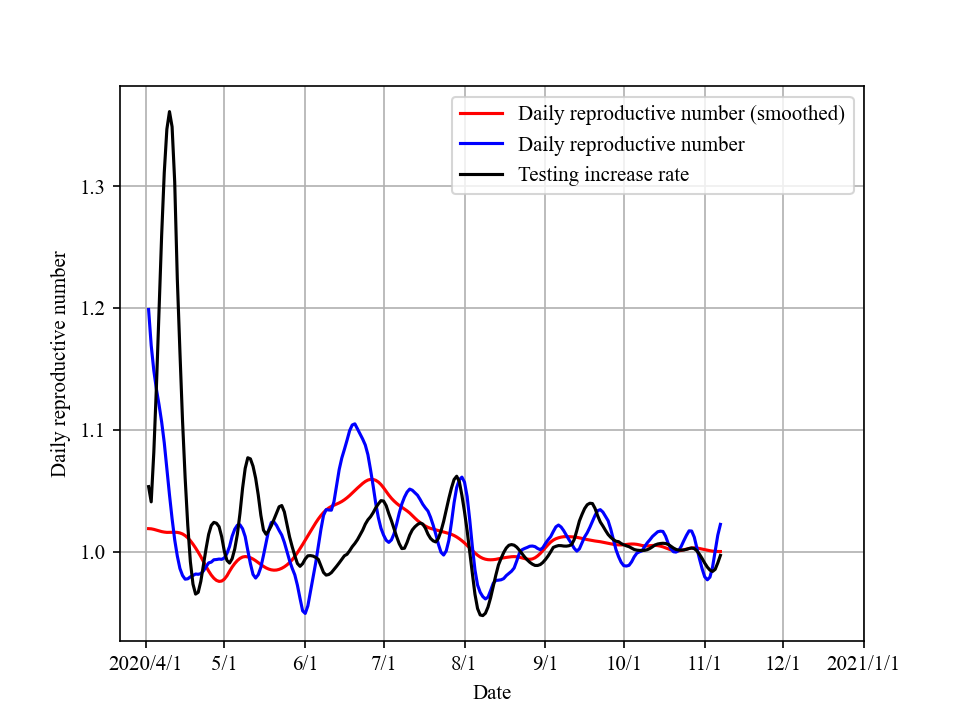 Daily reproductive number (smoothed)
Daily reproductive number
Testing increase rate
Daily reproductive number
1.3
1.2
1.1
1.0
2020/4/1 5/1 6/1 7/1 8/1 9/1 10/1 11/1 12/1 2021/1/1
Date